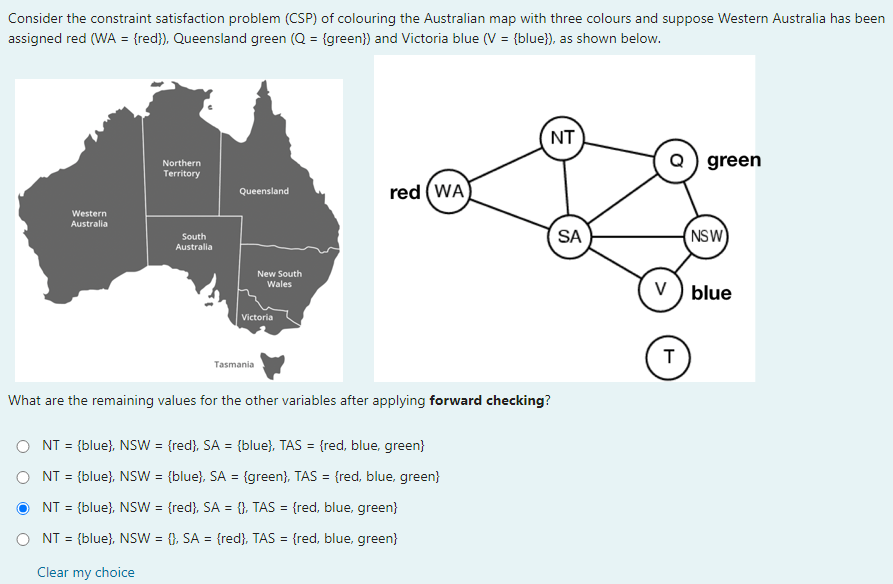 Consider the constraint satisfaction problem (CSP) of colouring the Australian map with three colours and suppose Western Australia has been
assigned red (WA = {red}), Queensland green (Q = {green}) and Victoria blue (V = {blue}), as shown below.
Northern
Territory
Queensland
Western
Australia
South
Australia
New South
Wales
Victoria
Tasmania
NT
Q green
red WA
SA
NSW
V blue
T
What are the remaining values for the other variables after applying forward checking?
NT = {blue}, NSW = {red}, SA = {blue}, TAS = {red, blue, green}
NT = {blue}, NSW = {blue}, SA = {green}, TAS = {red, blue, green}
NT = {blue}, NSW = {red}, SA = {}, TAS = {red, blue, green}
NT = {blue}, NSW = {}, SA = {red}, TAS = {red, blue, green}
Clear my choice